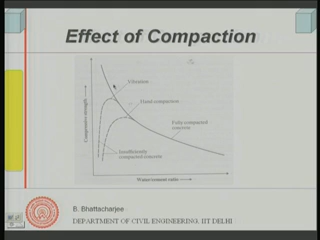 Effect of Compaction
Vibration
Hand compaction
Fully compacted
concrete
Insufficiently
compacted concrete
Compressive strength
Water/cement ratio
B. Bhattacharjee
DEPARTMENT OF CIVIL ENGINEERING, IIT DELHI